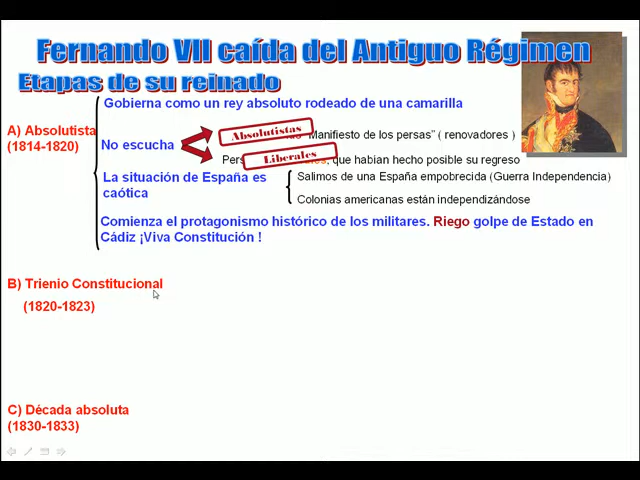 Fernando VII caída del Antiguo Régimen
Etapas de su reinado
A) Absolutista
(1814-1820)
Gobierna como un rey absoluto rodeado de una camarilla
No escucha
Absolutistas
"Manifiesto de los persas" ( renovadores )
Liberales
que habían hecho posible su regreso
La situación de España es
caótica
Salimos de una España empobrecida (Guerra Independencia)
Colonias americanas están independizándose
Comienza el protagonismo histórico de los militares. Riego golpe de Estado en
Cádiz ¡Viva Constitución !
B) Trienio Constitucional
(1820-1823)
C) Década absoluta
(1830-1833)